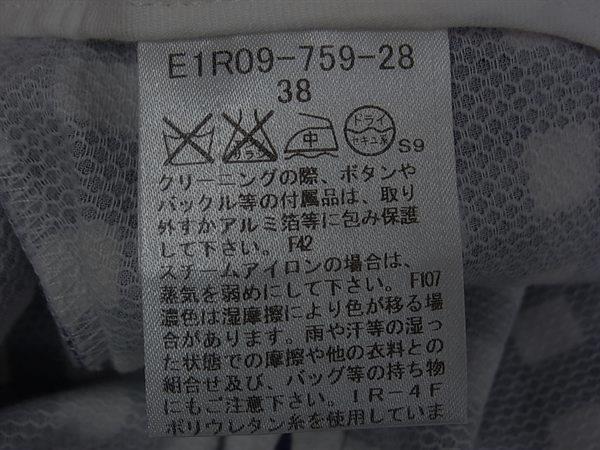 E1R09-759-28
38
中
ドライ
セキユ系
S9
クリーニングの際、ボタンや
バックル等の付属品は、取り
外すかアルミ箔等に包み保護
して下さい。 F42
スチームアイロンの場合は、
蒸気を弱めにして下さい。 F107
濃色は湿摩擦により色が移る場
合があります。雨や汗等の湿っ
た状態での摩擦や他の衣料との
組合せ及び、バッグ等の持ち物
にもご注意下さい。IR-4F
ポリウレタン糸を使用していま